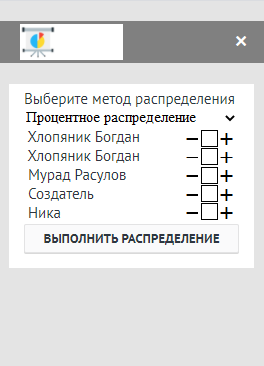 ×
Выберите метод распределения
Процентное распределение
Хлопяник Богдан − +
Хлопяник Богдан − +
Мурад Расулов − +
Создатель − +
Ника − +
ВЫПОЛНИТЬ РАСПРЕДЕЛЕНИЕ